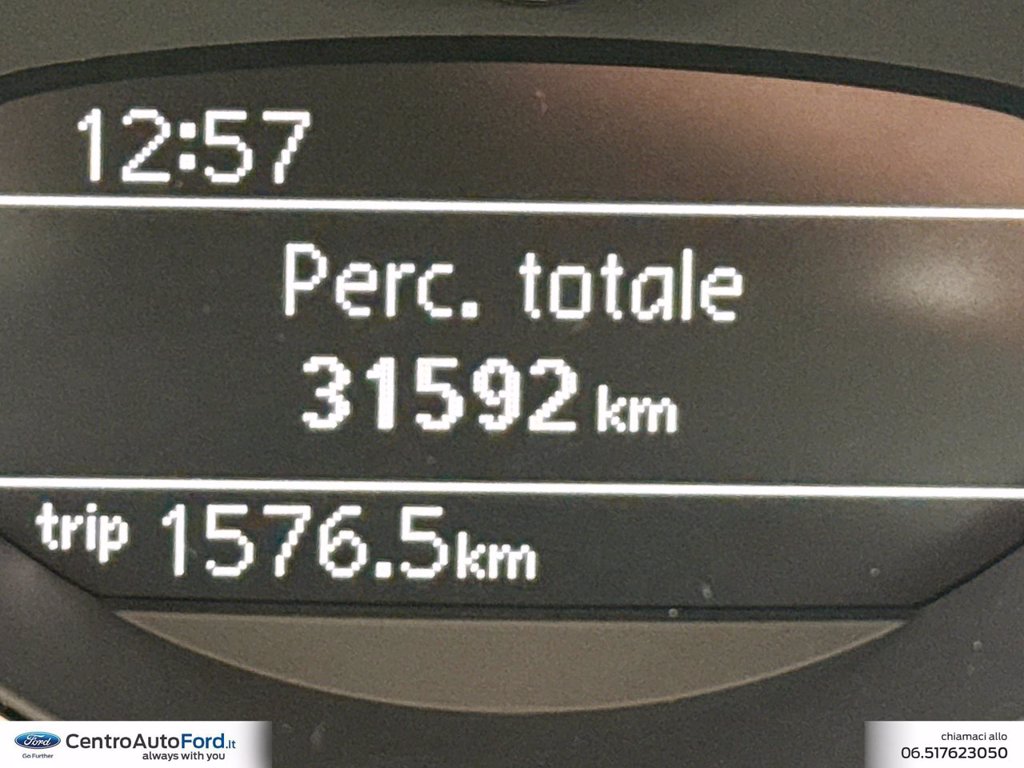 12:57
Perc. totale
31592 km
trip 1576.5 km
Ford CentroAutoFord.it
Go Further always with you
chiamaci allo
06.517623050